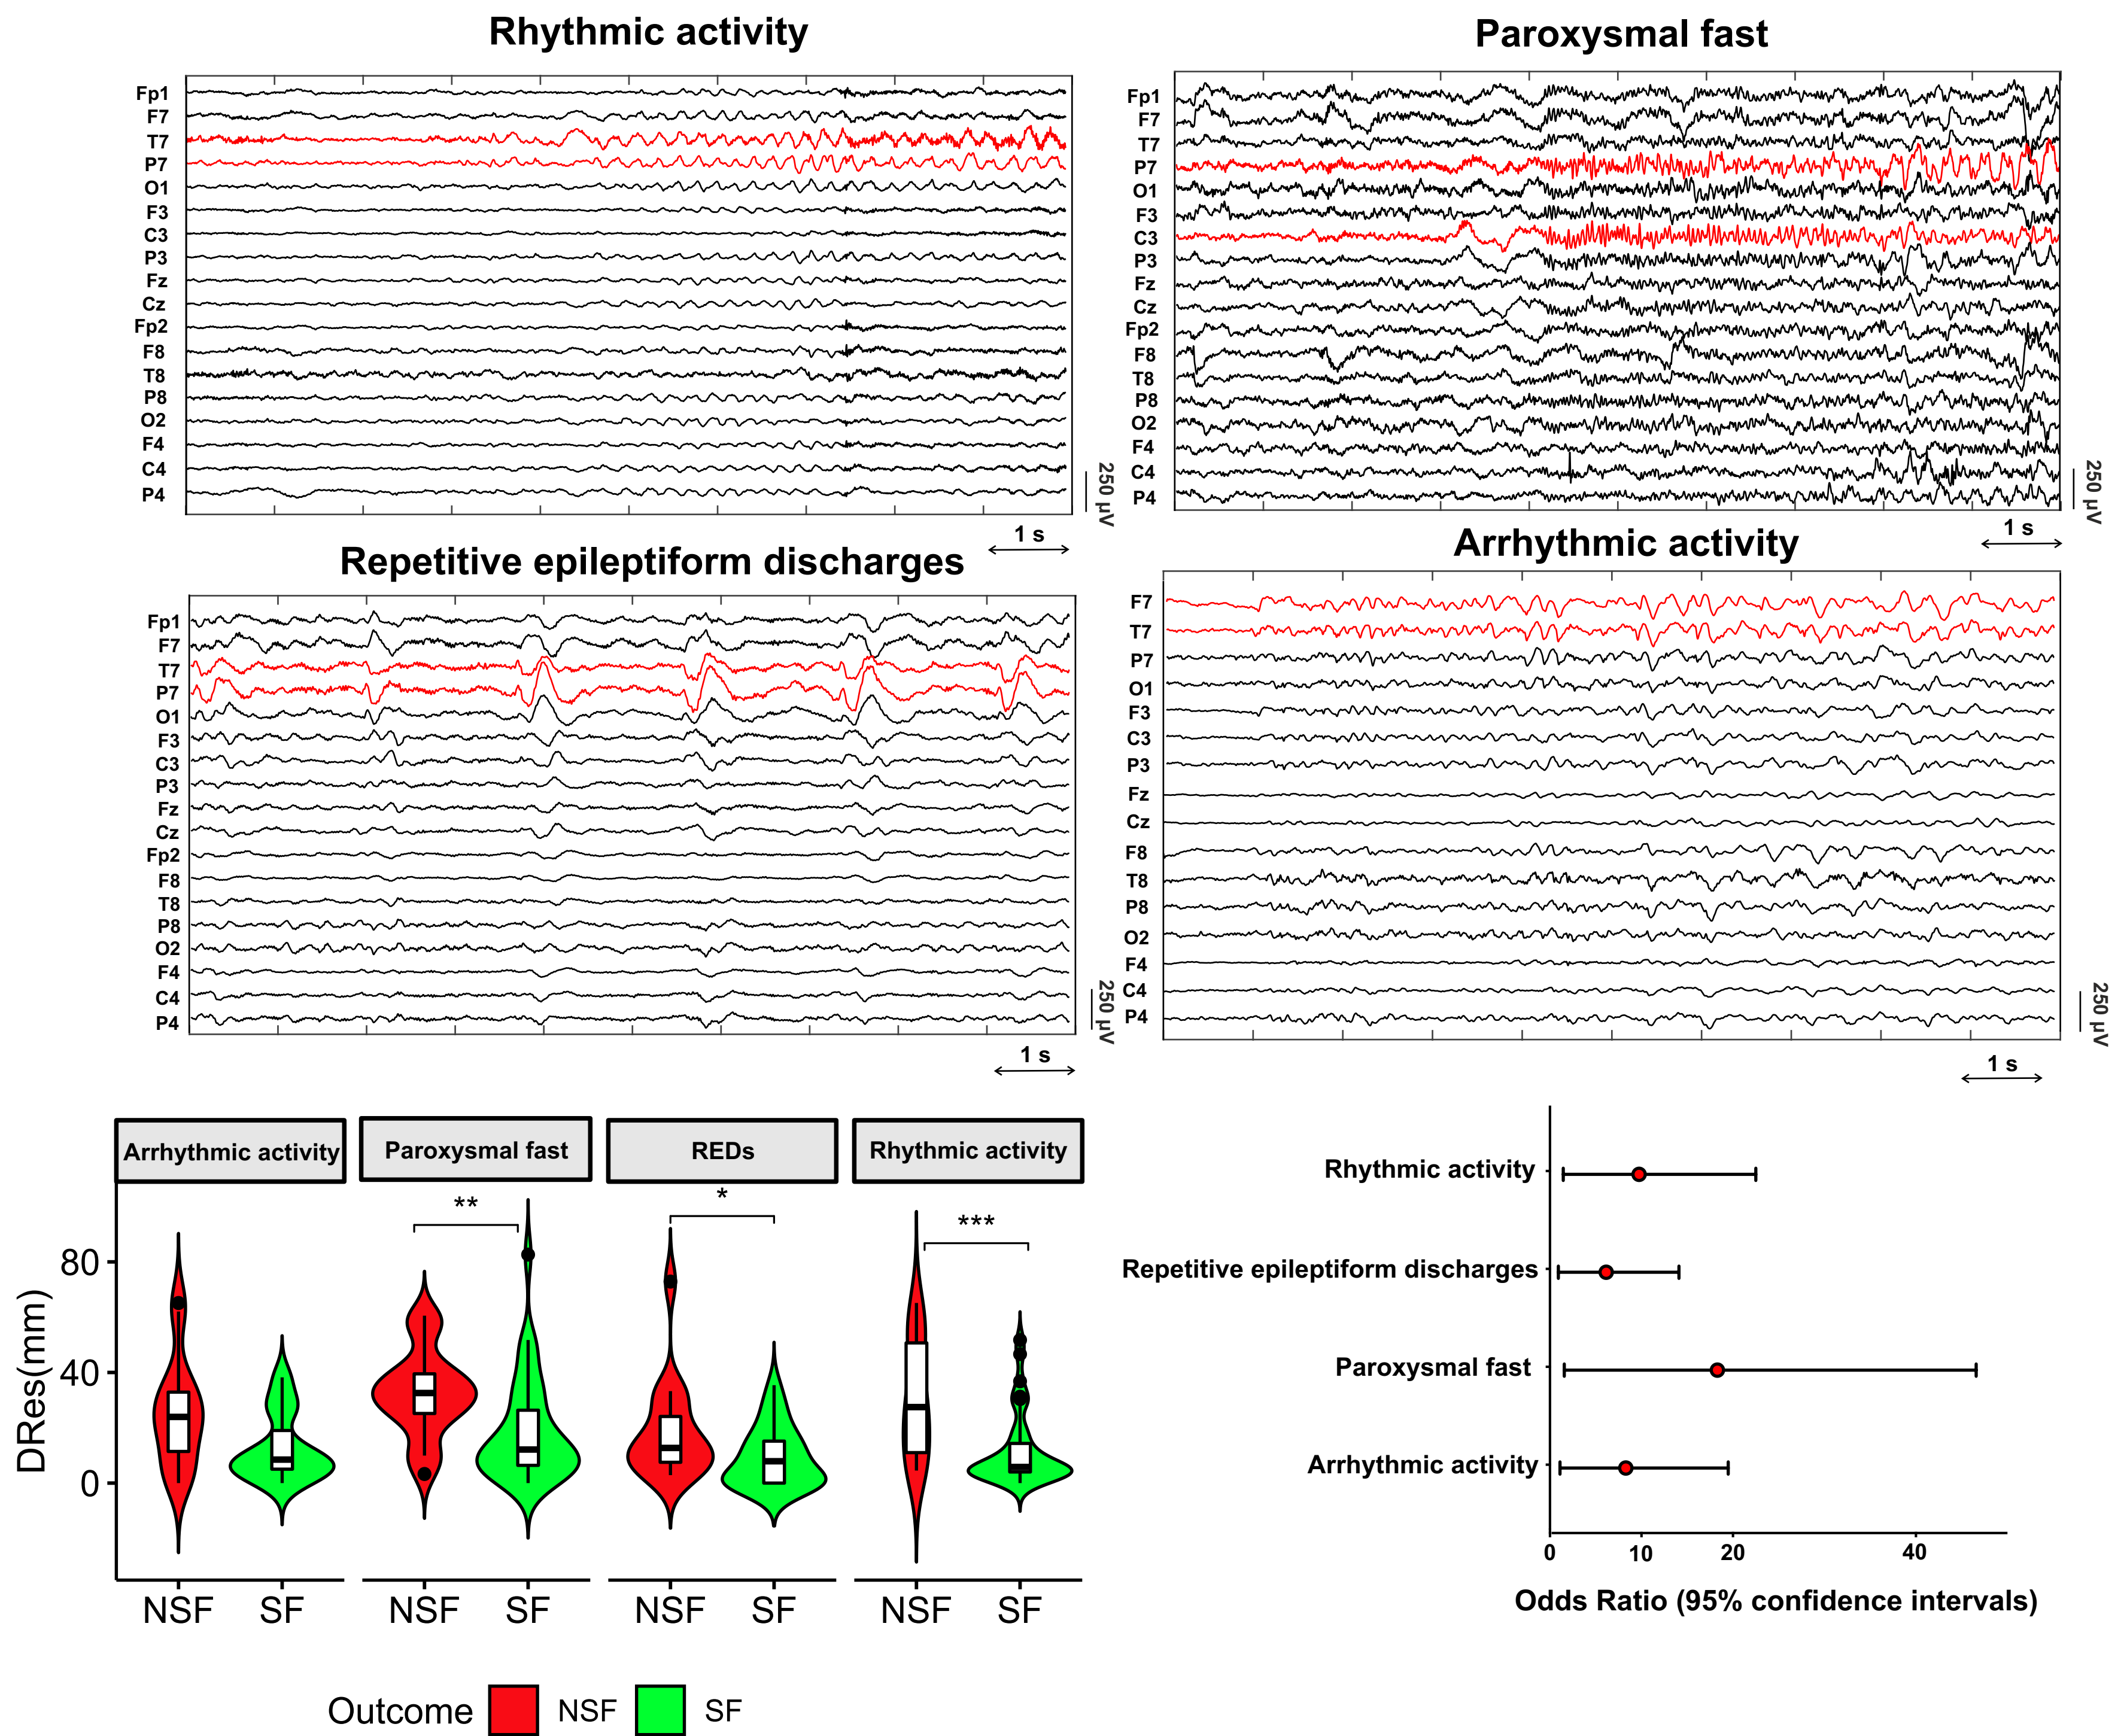 Rhythmic activity
Fp1
F7
T7
P7
O1
F3
C3
P3
Fz
Cz
Fp2
F8
T8
P8
O2
F4
C4
P4
250 µV
1 s
Paroxysmal fast
Fp1
F7
T7
P7
O1
F3
C3
P3
Fz
Cz
Fp2
F8
T8
P8
O2
F4
C4
P4
250 µV
1 s
Repetitive epileptiform discharges
Fp1
F7
T7
P7
O1
F3
C3
P3
Fz
Cz
Fp2
F8
T8
P8
O2
F4
C4
P4
250 µV
1 s
Arrhythmic activity
F7
T7
P7
O1
F3
C3
P3
Fz
Cz
F8
T8
P8
O2
F4
C4
P4
250 µV
1 s
Arrhythmic activity
Paroxysmal fast
REDs
Rhythmic activity
**
*
***
DRes(mm)
80
40
0
NSF SF NSF SF NSF SF NSF SF
Outcome NSF SF
Rhythmic activity
Repetitive epileptiform discharges
Paroxysmal fast
Arrhythmic activity
0 10 20 40
Odds Ratio (95% confidence intervals)